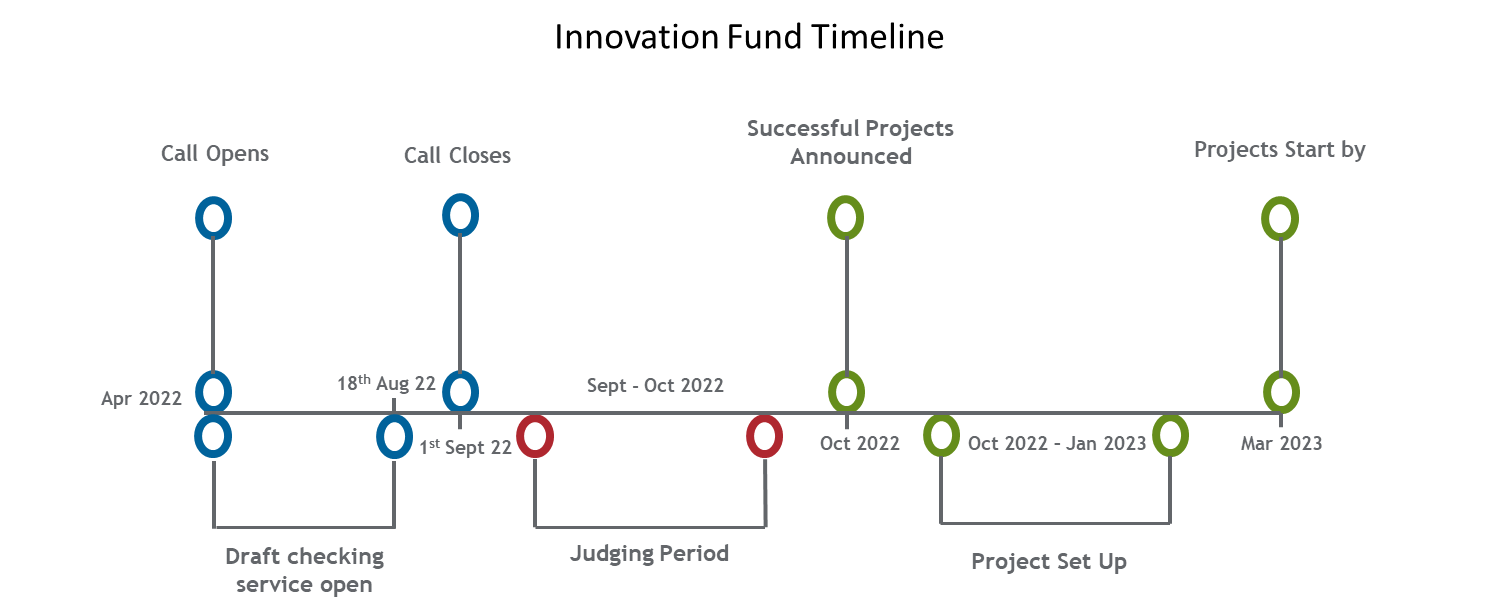 Innovation Fund Timeline
Call Opens
Call Closes
Successful Projects
Announced
Projects Start by
Apr 2022
18th Aug 22
1st Sept 22
Sept - Oct 2022
Oct 2022
Oct 2022 – Jan 2023
Mar 2023
Draft checking
service open
Judging Period
Project Set Up